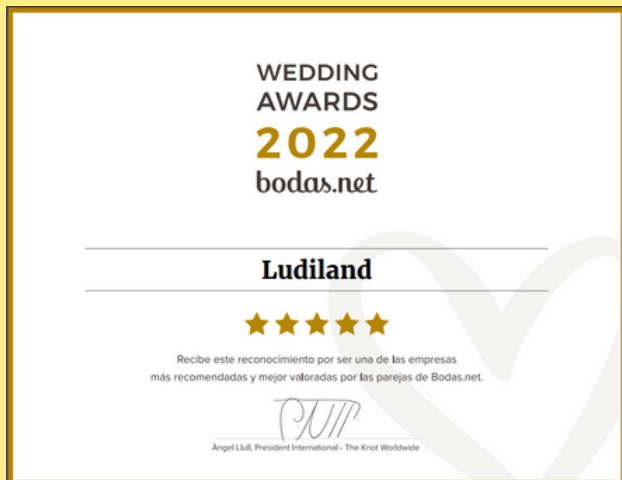 WEDDING
AWARDS
2022
bodas.net
Ludiland
Recibe este reconocimiento por ser una de las empresas
más recomendadas y mejor valoradas por las parejas de Bodas.net.
Ángel Llull, President International - The Knot Worldwide